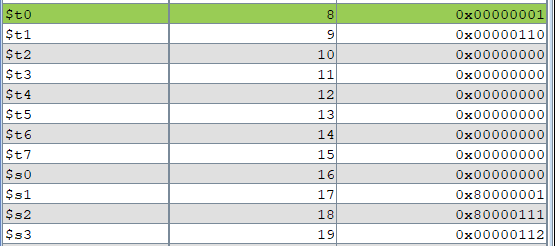 $t0 8 0x00000001
$t1 9 0x00000110
$t2 10 0x00000000
$t3 11 0x00000000
$t4 12 0x00000000
$t5 13 0x00000000
$t6 14 0x00000000
$t7 15 0x00000000
$s0 16 0x00000000
$s1 17 0x80000001
$s2 18 0x80000111
$s3 19 0x00000112